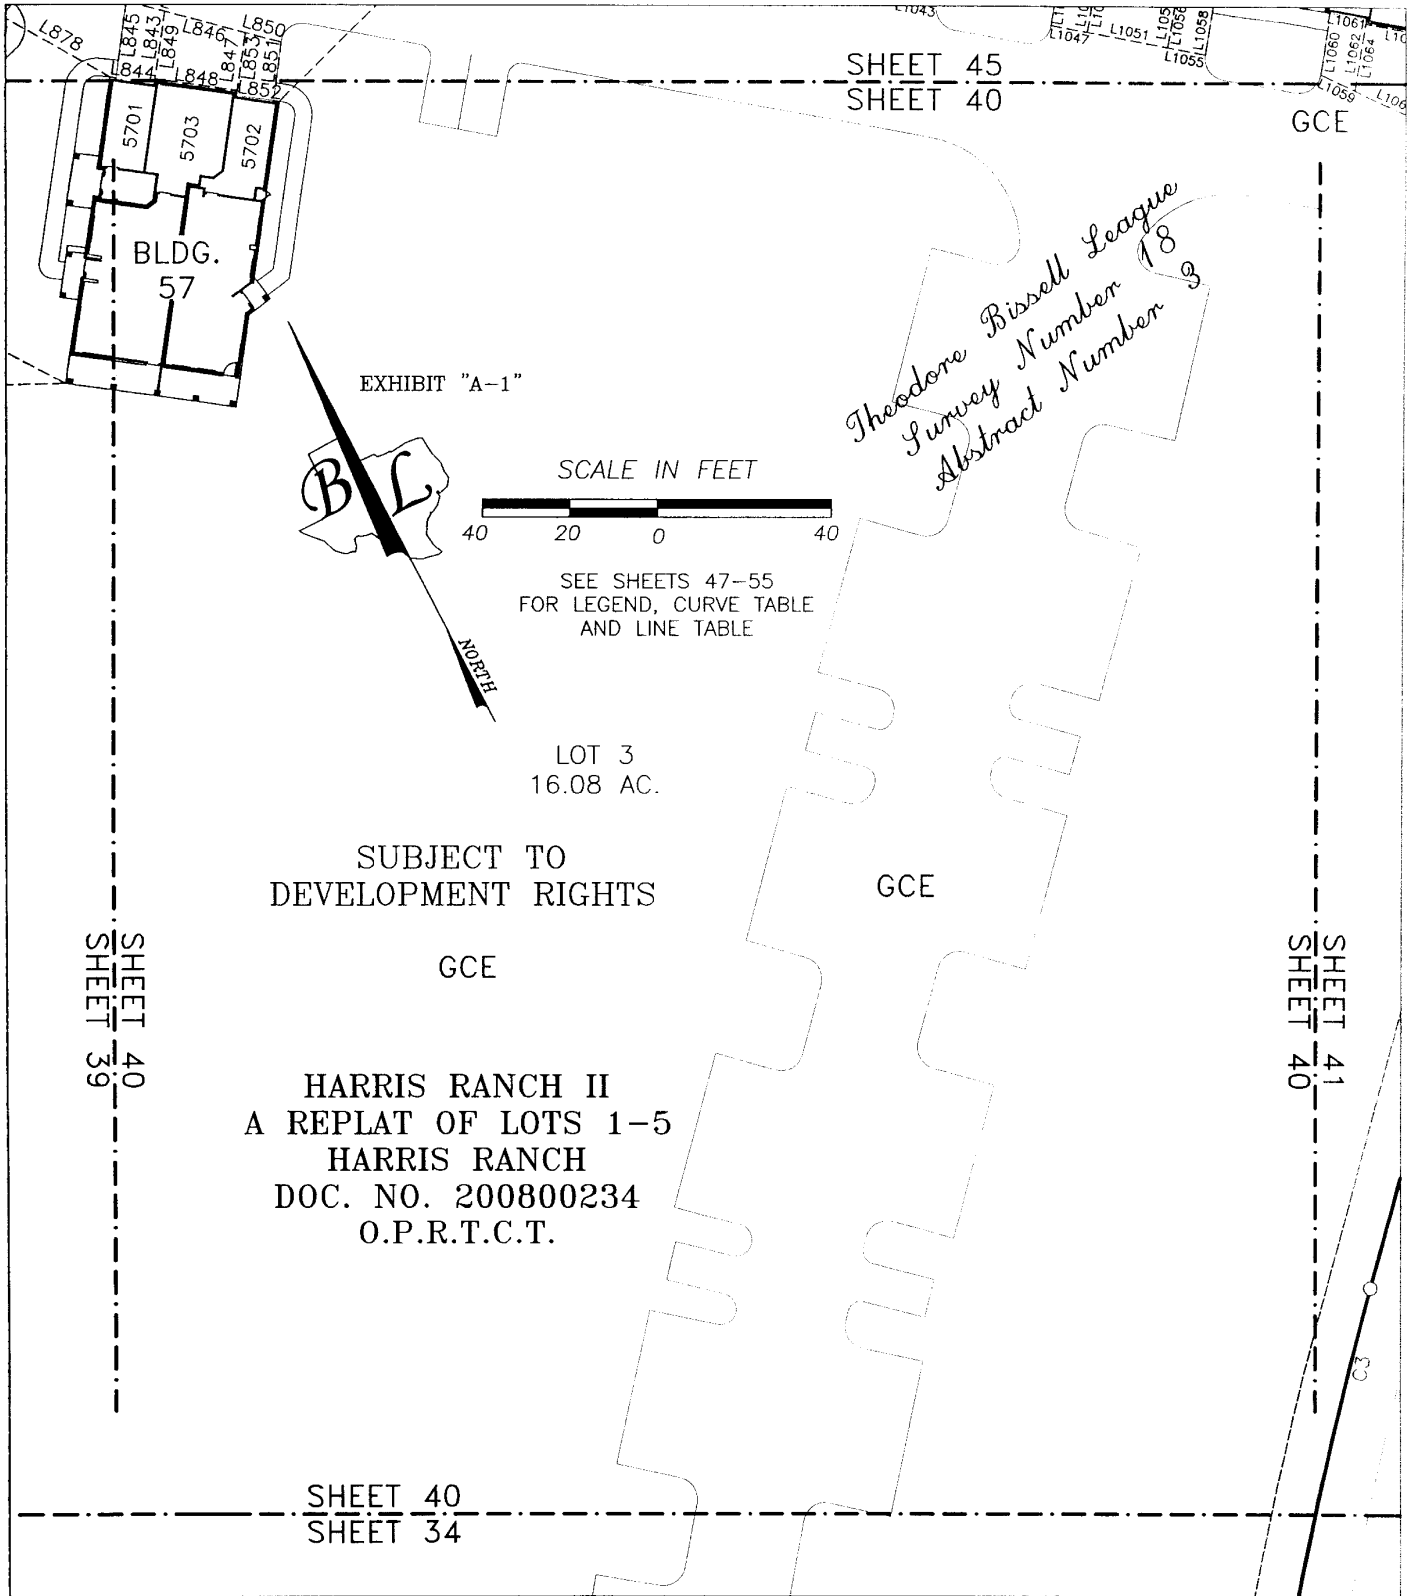 L1043
L1047
L1051
L1055
L1058
L1061
L1060
L1062
L1064
L1059
L878
L845
L843
L849
L846
L850
L847
L853
L851
L844
L848
L852
SHEET 45
SHEET 40
GCE
5701
5703
5702
BLDG.
57
Theodore Bissell League
Survey Number 18
Abstract Number 3
EXHIBIT "A-1"
B L
SCALE IN FEET
40 20 0 40
SEE SHEETS 47-55
FOR LEGEND, CURVE TABLE
AND LINE TABLE
NORTH
LOT 3
16.08 AC.
SUBJECT TO
DEVELOPMENT RIGHTS
GCE
GCE
SHEET 40
SHEET 39
SHEET 41
SHEET 40
HARRIS RANCH II
A REPLAT OF LOTS 1-5
HARRIS RANCH
DOC. NO. 200800234
O.P.R.T.C.T.
C3
SHEET 40
SHEET 34